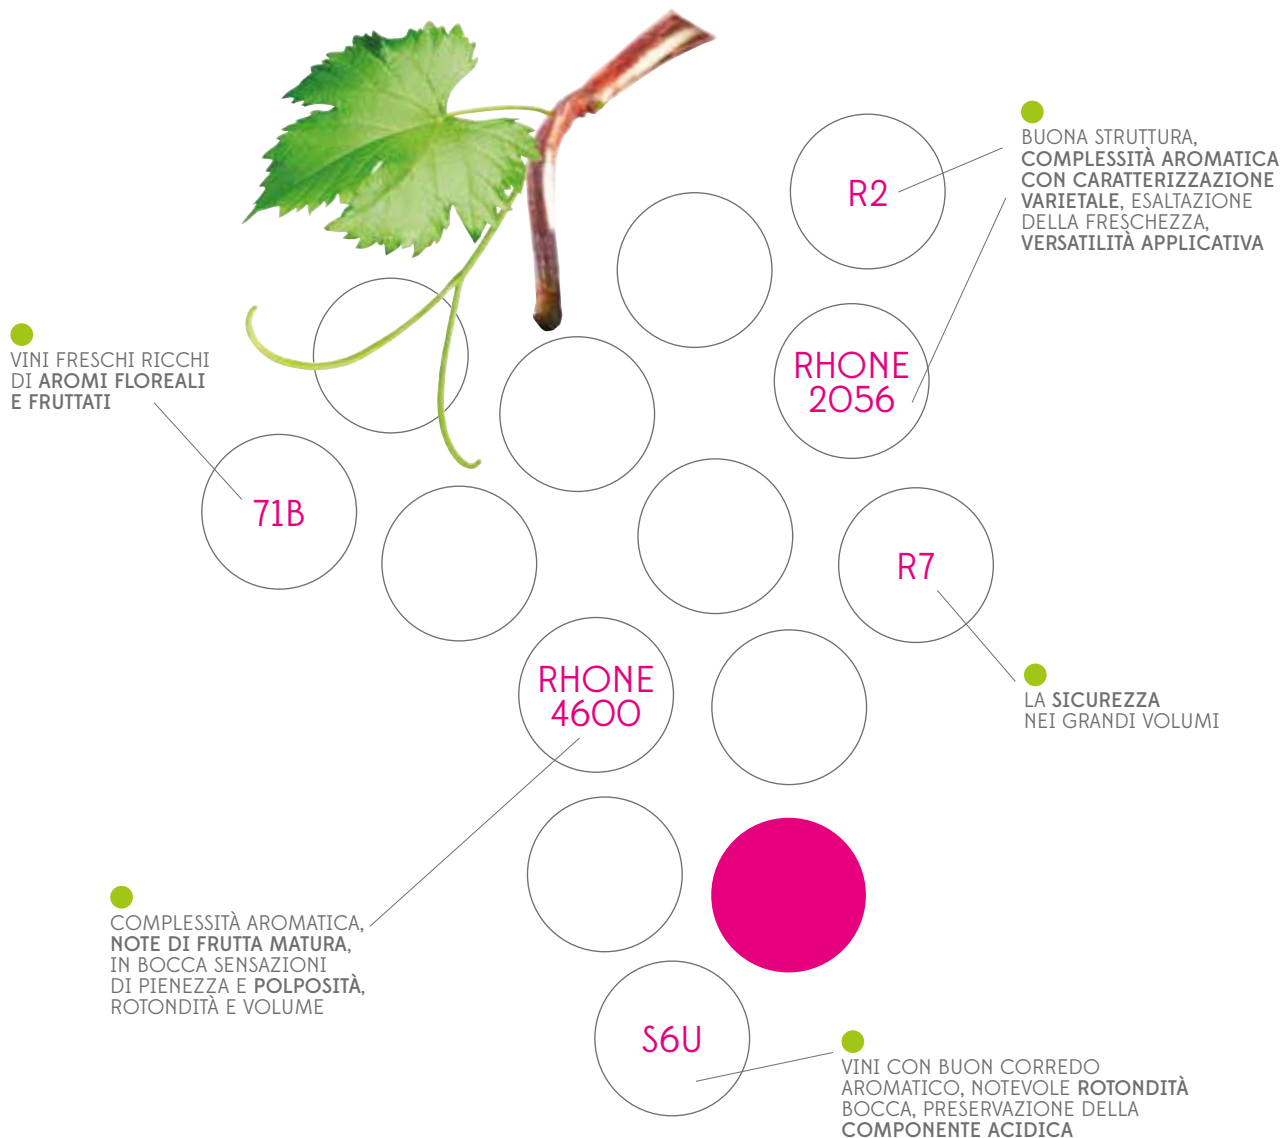 R2
BUONA STRUTTURA,
COMPLESSITÀ AROMATICA
CON CARATTERIZZAZIONE
VARIETALE, ESALTAZIONE
DELLA FRESCHEZZA,
VERSATILITÀ APPLICATIVA
RHONE
2056
VINI FRESCHI RICCHI
DI AROMI FLOREALI
E FRUTTATI
71B
R7
LA SICUREZZA
NEI GRANDI VOLUMI
RHONE
4600
COMPLESSITÀ AROMATICA,
NOTE DI FRUTTA MATURA,
IN BOCCA SENSAZIONI
DI PIENEZZA E POLPOSITÀ,
ROTONDITÀ E VOLUME
S6U
VINI CON BUON CORREDO
AROMATICO, NOTEVOLE ROTONDITÀ
BOCCA, PRESERVAZIONE DELLA
COMPONENTE ACIDICA